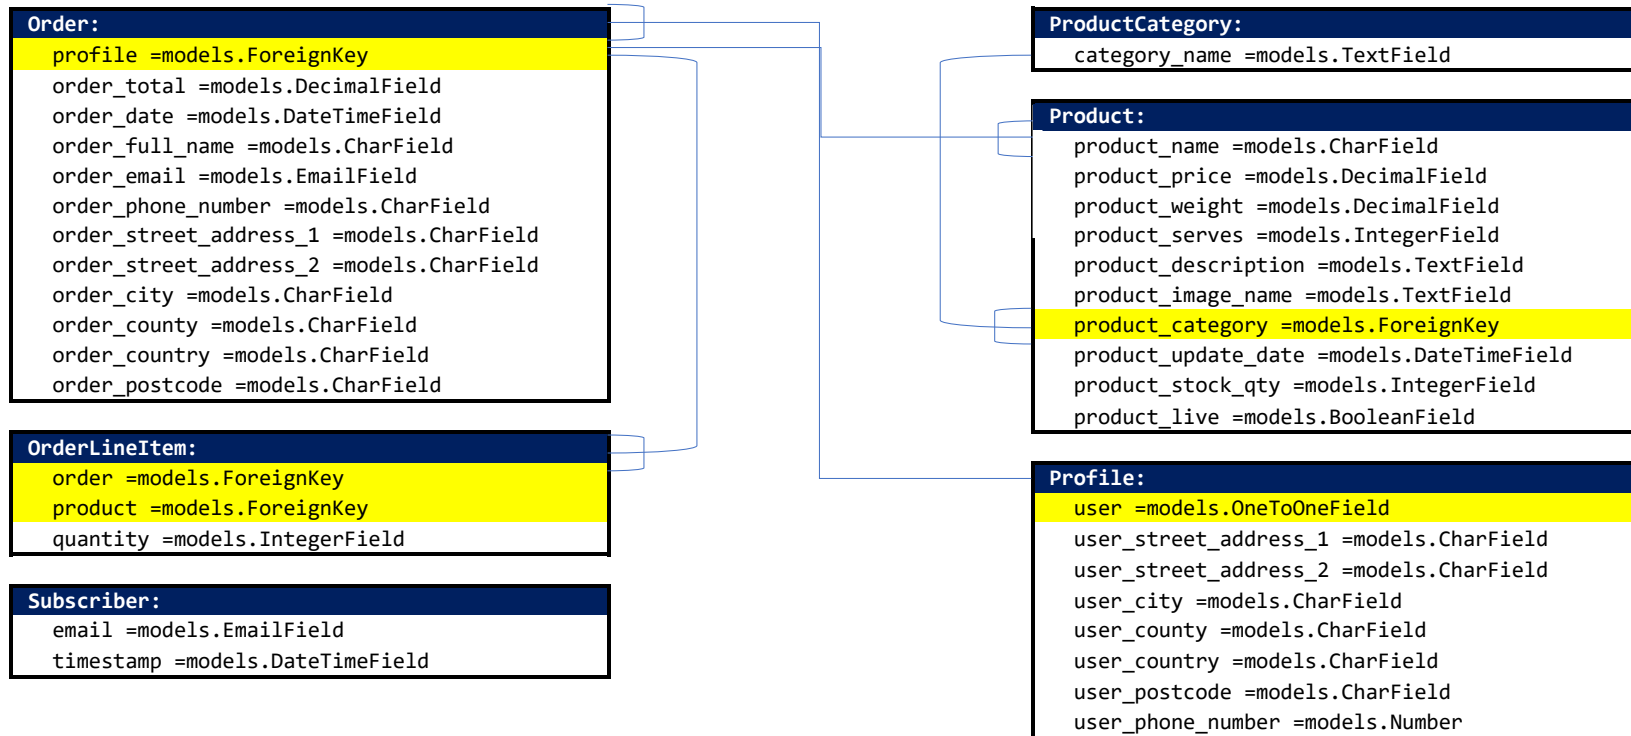 Order:
profile =models.ForeignKey
order_total =models.DecimalField
order_date =models.DateTimeField
order_full_name =models.CharField
order_email =models.EmailField
order_phone_number =models.CharField
order_street_address_1 =models.CharField
order_street_address_2 =models.CharField
order_city =models.CharField
order_county =models.CharField
order_country =models.CharField
order_postcode =models.CharField
OrderLineItem:
order =models.ForeignKey
product =models.ForeignKey
quantity =models.IntegerField
Subscriber:
email =models.EmailField
timestamp =models.DateTimeField
ProductCategory:
category_name =models.TextField
Product:
product_name =models.CharField
product_price =models.DecimalField
product_weight =models.DecimalField
product_serves =models.IntegerField
product_description =models.TextField
product_image_name =models.TextField
product_category =models.ForeignKey
product_update_date =models.DateTimeField
product_stock_qty =models.IntegerField
product_live =models.BooleanField
Profile:
user =models.OneToOneField
user_street_address_1 =models.CharField
user_street_address_2 =models.CharField
user_city =models.CharField
user_county =models.CharField
user_country =models.CharField
user_postcode =models.CharField
user_phone_number =models.Number